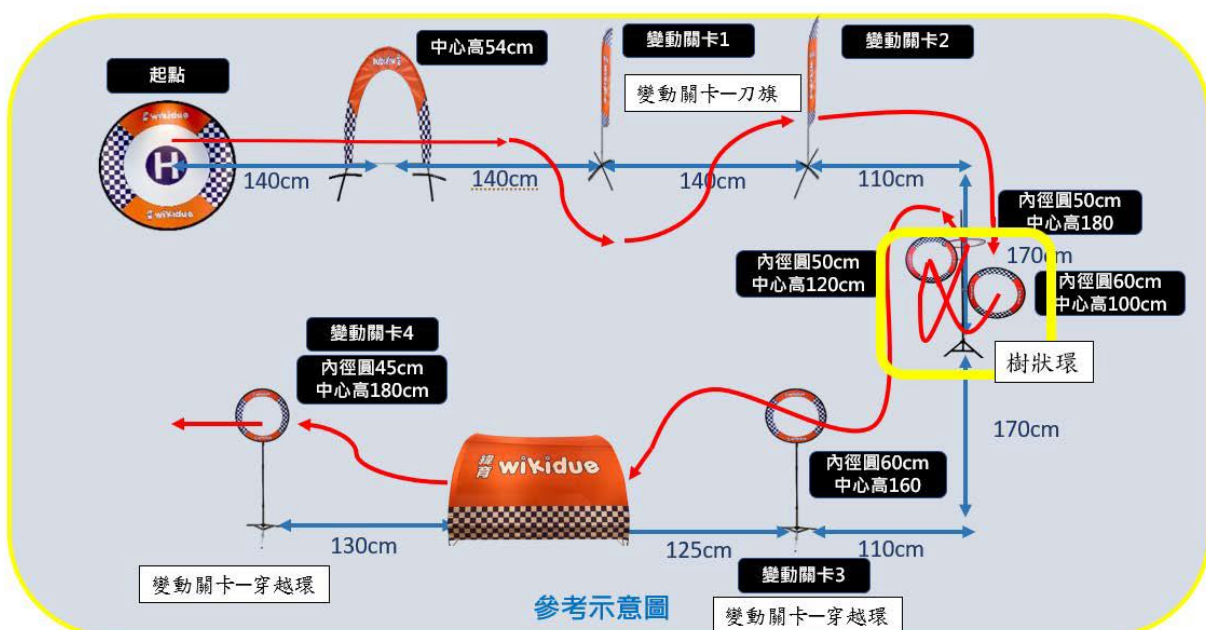 起點
中心高54cm
變動關卡1
變動關卡2
變動關卡—刀旗
wikidue
wikidue
H
wikidue
140cm
140cm
140cm
110cm
內徑圓50cm
中心高180
170cm
內徑圓50cm
中心高120cm
內徑圓60cm
中心高100cm
樹狀環
變動關卡4
內徑圓45cm
中心高180cm
緯育 wikidue
內徑圓60cm
中心高160
170cm
130cm
125cm
110cm
變動關卡—穿越環
變動關卡3
變動關卡—穿越環
參考示意圖